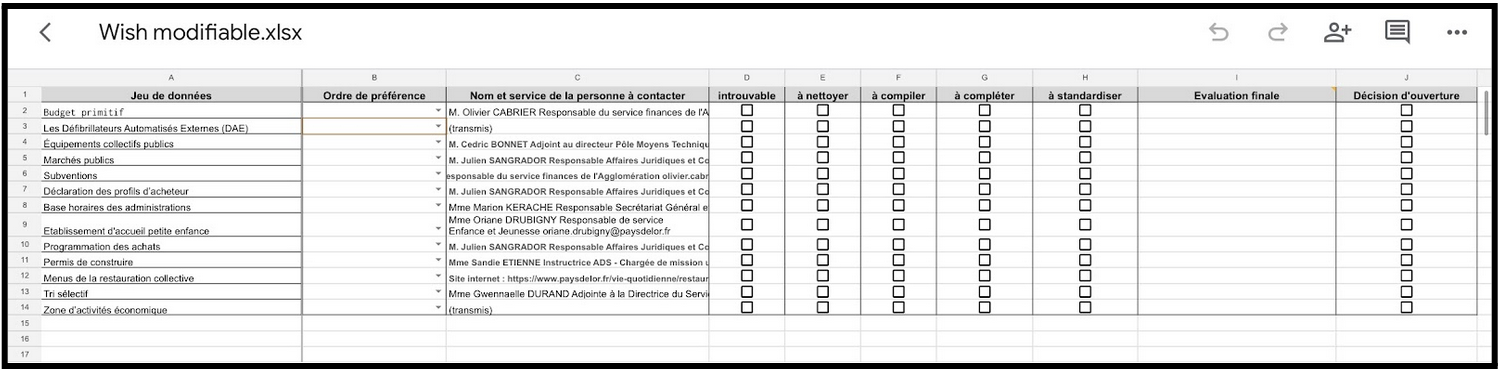 Wish modifiable.xlsx
A B C D E F G H I J
1 Jeu de données Ordre de préférence Nom et service de la personne à contacter introuvable à nettoyer à compiler à compléter à standardiser Evaluation finale Décision d'ouverture
2 Budget primitif M. Olivier CABRIER Responsable du service finances de l'A
3 Les Défibrillateurs Automatisés Externes (DAE) (transmis)
4 Équipements collectifs publics M. Cedric BONNET Adjoint au directeur Pôle Moyens Techniqu
5 Marchés publics M. Julien SANGRADOR Responsable Affaires Juridiques et Co
6 Subventions esponsable du service finances de l'Agglomération olivier.cabr
7 Déclaration des profils d'acheteur M. Julien SANGRADOR Responsable Affaires Juridiques et Co
8 Base horaires des administrations Mme Marion KERACHE Responsable Secrétariat Général e
Mme Oriane DRUBIGNY Responsable de service
9 Etablissement d'accueil petite enfance Enfance et Jeunesse oriane.drubigny@paysdelor.fr
10 Programmation des achats M. Julien SANGRADOR Responsable Affaires Juridiques et Co
11 Permis de construire Mme Sandie ETIENNE Instructrice ADS - Chargée de mission u
12 Menus de la restauration collective Site internet : https://www.paysdelor.fr/vie-quotidienne/restaur
13 Tri sélectif Mme Gwennaelle DURAND Adjointe à la Directrice du Servi
14 Zone d'activités économique (transmis)
15
16
17